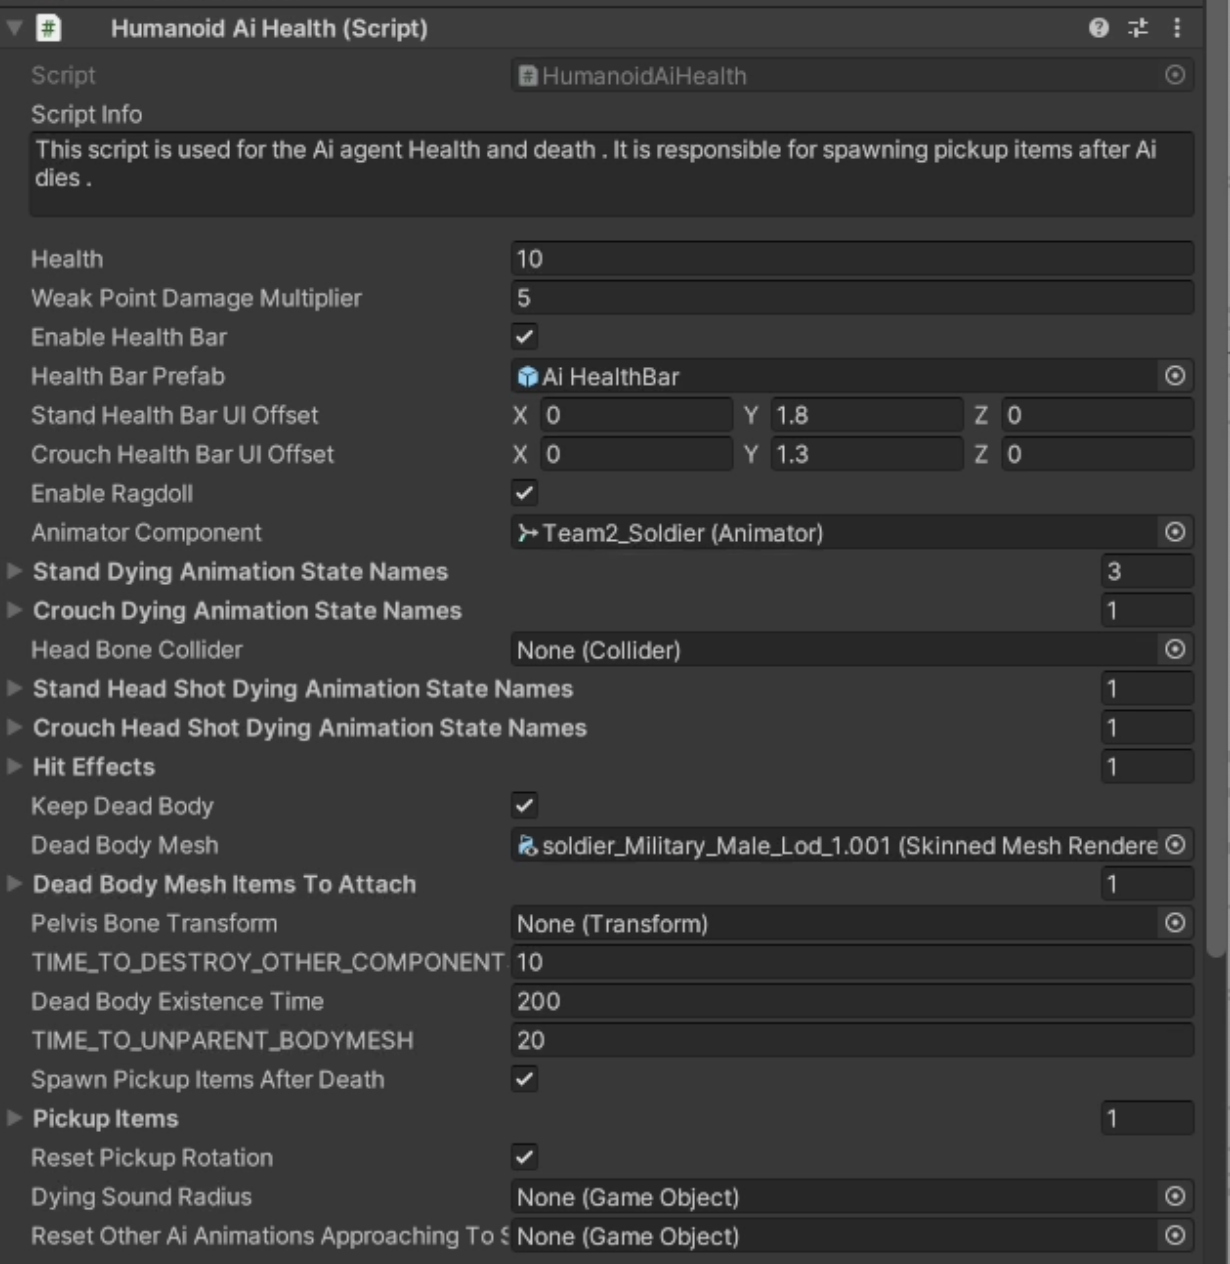 Humanoid Ai Health (Script)
Script HumanoidAiHealth
Script Info
This script is used for the Ai agent Health and death . It is responsible for spawning pickup items after Ai
dies .
Health 10
Weak Point Damage Multiplier 5
Enable Health Bar
Health Bar Prefab Ai HealthBar
Stand Health Bar UI Offset X 0 Y 1.8 Z 0
Crouch Health Bar UI Offset X 0 Y 1.3 Z 0
Enable Ragdoll
Animator Component Team2_Soldier (Animator)
Stand Dying Animation State Names 3
Crouch Dying Animation State Names 1
Head Bone Collider None (Collider)
Stand Head Shot Dying Animation State Names 1
Crouch Head Shot Dying Animation State Names 1
Hit Effects 1
Keep Dead Body
Dead Body Mesh soldier_Military_Male_Lod_1.001 (Skinned Mesh Rendere
Dead Body Mesh Items To Attach 1
Pelvis Bone Transform None (Transform)
TIME_TO_DESTROY_OTHER_COMPONENT 10
Dead Body Existence Time 200
TIME_TO_UNPARENT_BODYMESH 20
Spawn Pickup Items After Death
Pickup Items 1
Reset Pickup Rotation
Dying Sound Radius None (Game Object)
Reset Other Ai Animations Approaching To S None (Game Object)